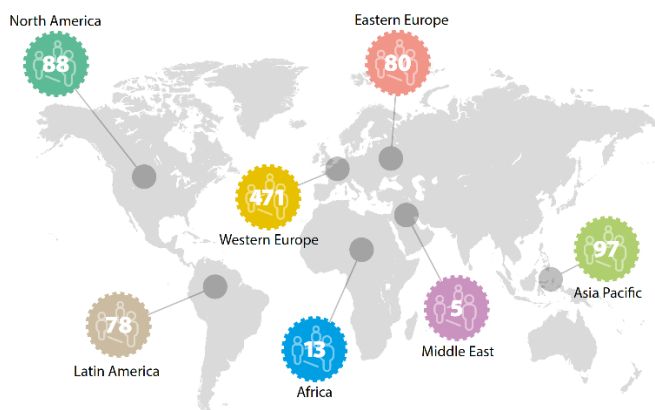 North America
88
Eastern Europe
80
471
Western Europe
97
Asia Pacific
78
Latin America
13
Africa
5
Middle East